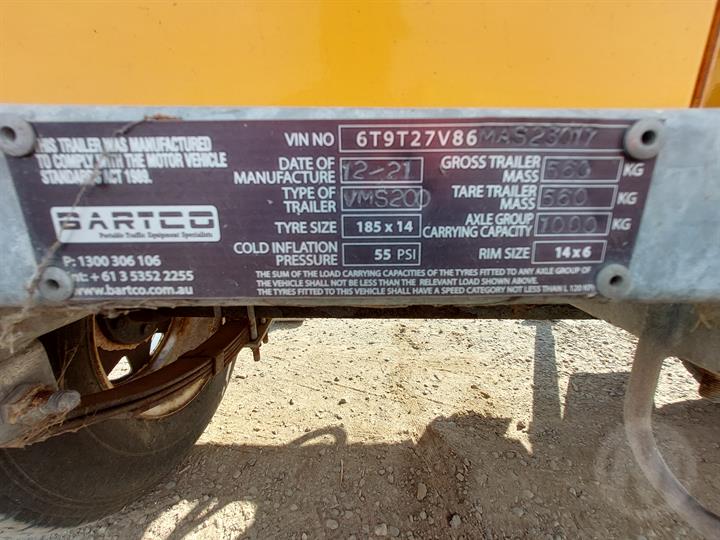 THIS TRAILER WAS MANUFACTURED
TO COMPLY WITH THE MOTOR VEHICLE
STANDARDS ACT 1989.
BARTCO
Portable Traffic Equipment Specialists
P: 1300 306 106
Int: +61 3 5352 2255
www.bartco.com.au
VIN NO 6T9T27V86MAS23017
DATE OF MANUFACTURE 12-21
TYPE OF TRAILER VMS200
TYRE SIZE 185 x 14
COLD INFLATION PRESSURE 55 PSI
GROSS TRAILER MASS 560 KG
TARE TRAILER MASS 560 KG
AXLE GROUP CARRYING CAPACITY 1000 KG
RIM SIZE 14 x 6
THE SUM OF THE LOAD CARRYING CAPACITIES OF THE TYRES FITTED TO ANY AXLE GROUP OF
THE VEHICLE SHALL NOT BE LESS THAN THE RELEVANT LOAD SHOWN ABOVE.
THE TYRES FITTED TO THIS VEHICLE SHALL HAVE A SPEED CATEGORY NOT LESS THAN 'L' (120